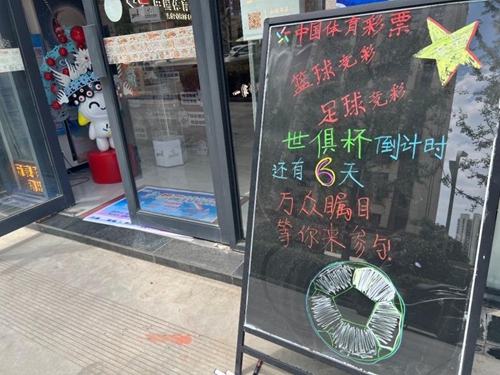 中国体育彩票
篮球竞彩
足球竞彩
世俱杯倒计时
还有6天
万众瞩目
等你来参与